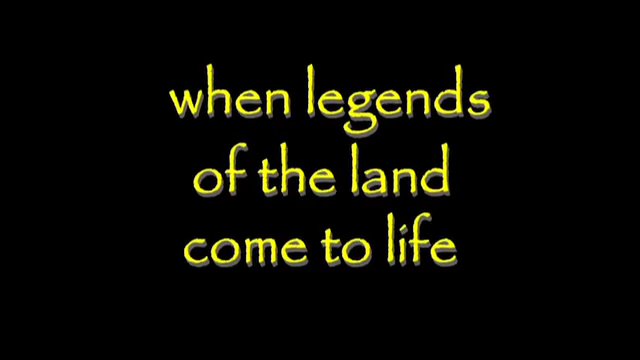 when legends
of the land
come to life